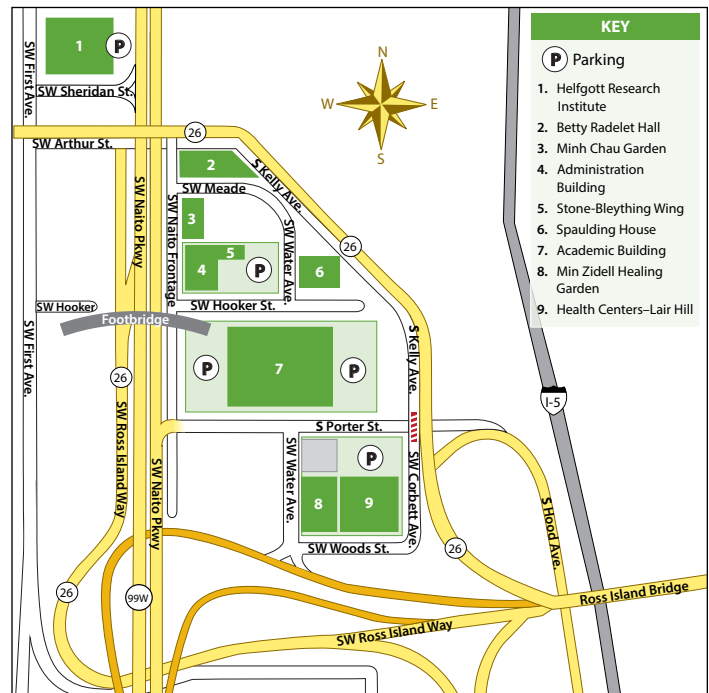 1
P
SW First Ave.
SW Sheridan St.
N
W
E
S
KEY
P Parking
1. Helfgott Research
Institute
2. Betty Radelet Hall
3. Minh Chau Garden
4. Administration
Building
5. Stone-Bleything Wing
6. Spaulding House
7. Academic Building
8. Min Zidell Healing
Garden
9. Health Centers–Lair Hill
26
SW Arthur St.
2
S Kelly Ave.
SW Meade
SW Naito Pkwy
SW Naito Frontage
3
SW Water Ave.
26
5
4
P
6
SW Hooker
SW Hooker St.
Footbridge
SW First Ave.
S Kelly Ave.
P
7
P
26
I-5
SW Ross Island Way
SW Naito Pkwy
S Porter St.
SW Water Ave.
P
SW Corbett Ave.
8
9
S Hood Ave.
SW Woods St.
26
26
99W
Ross Island Bridge
SW Ross Island Way